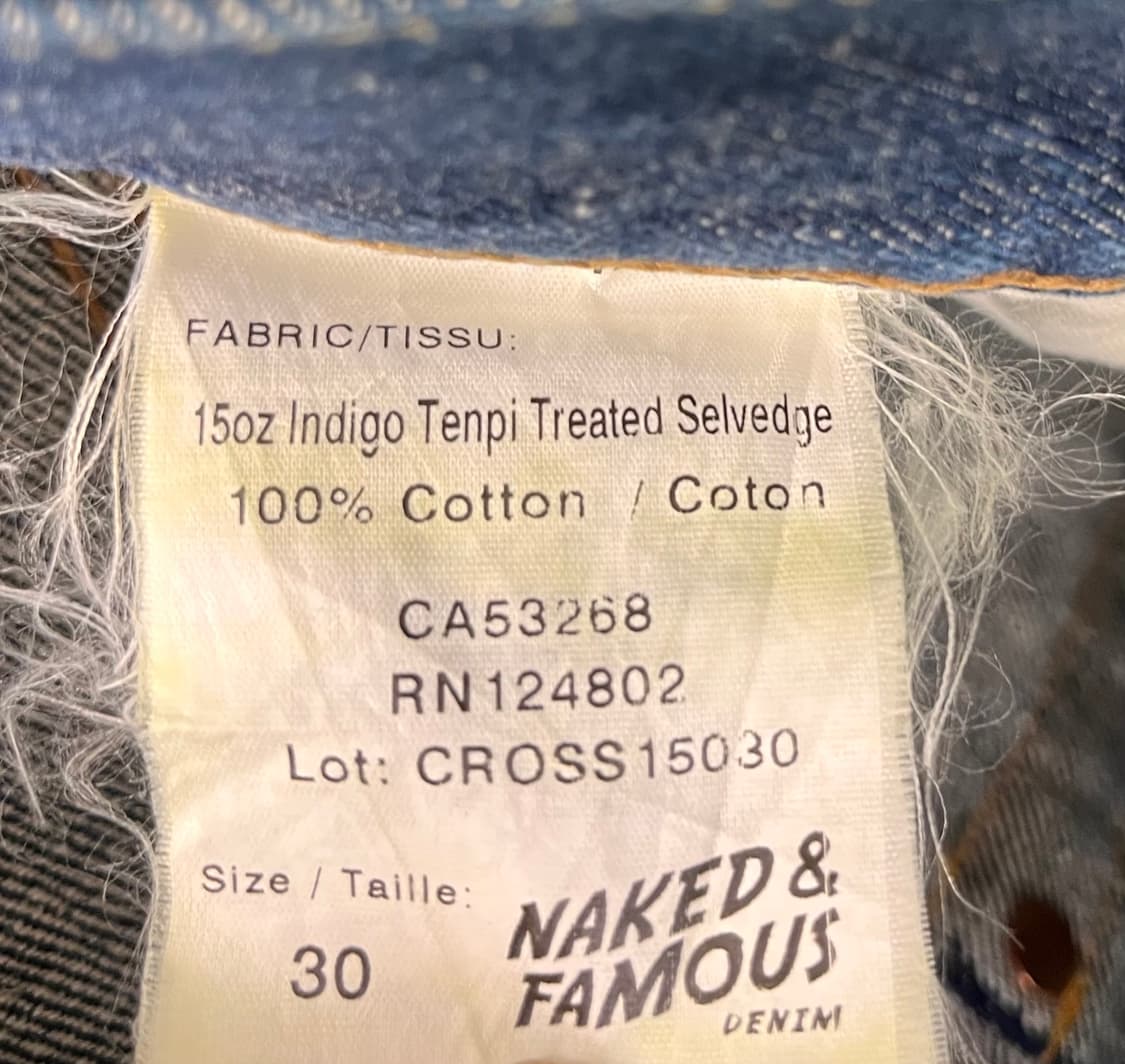 FABRIC/TISSU:
15oz Indigo Tenpi Treated Selvedge
100% Cotton / Coton
CA53268
RN124802
Lot: CROSS15030
Size / Taille:
30
NAKED &
FAMOUS
DENIM